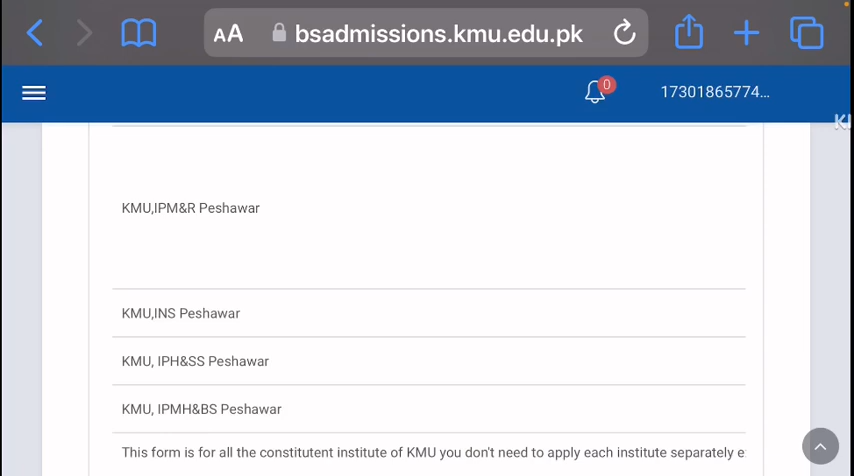 AA bsadmissions.kmu.edu.pk
0 17301865774...
KMU,IPM&R Peshawar
KMU,INS Peshawar
KMU, IPH&SS Peshawar
KMU, IPMH&BS Peshawar
This form is for all the constitutent institute of KMU you don't need to apply each institute separately